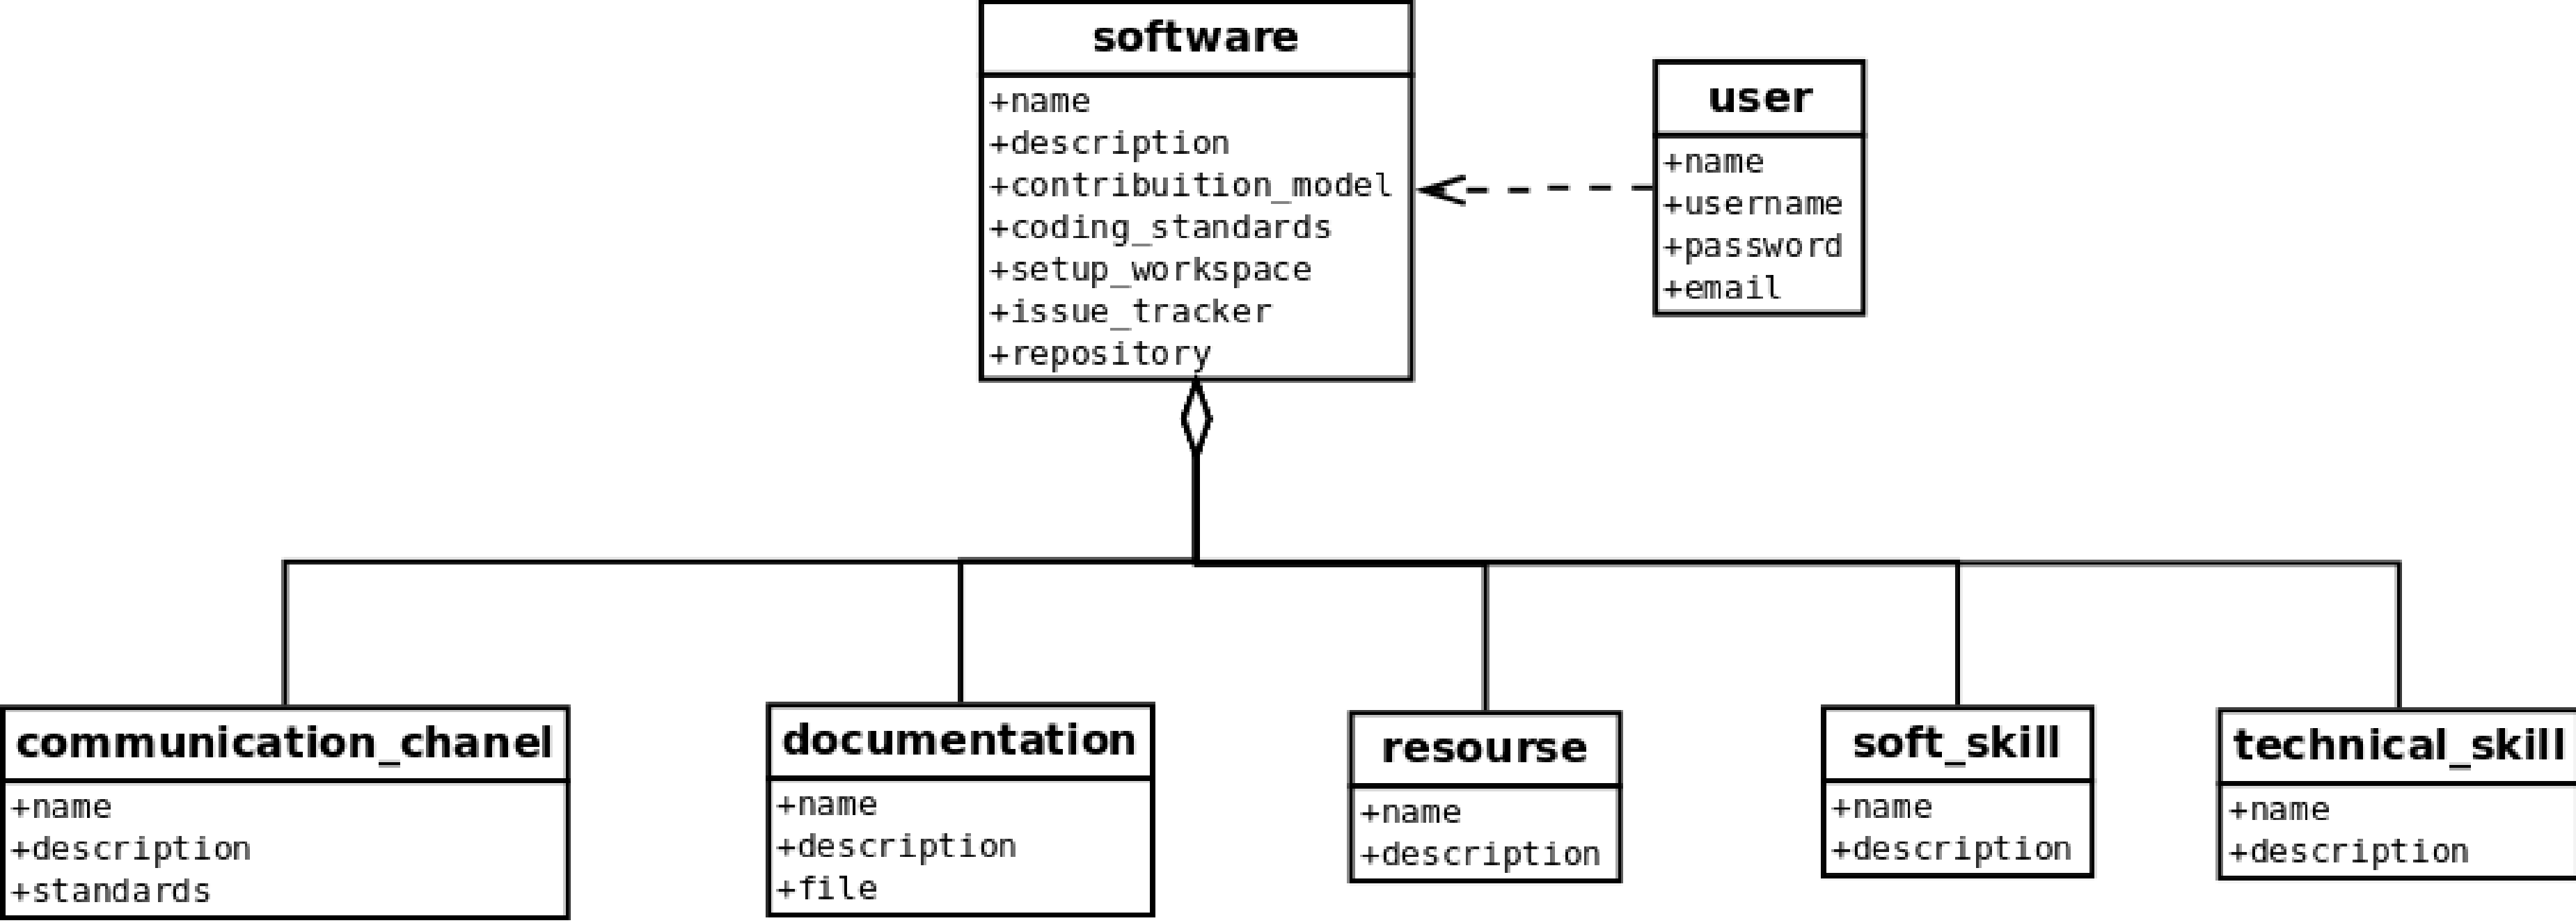 software
+name
+description
+contribuition_model
+coding_standards
+setup_workspace
+issue_tracker
+repository
user
+name
+username
+password
+email
communication_chanel
+name
+description
+standards
documentation
+name
+description
+file
resourse
+name
+description
soft_skill
+name
+description
technical_skill
+name
+description